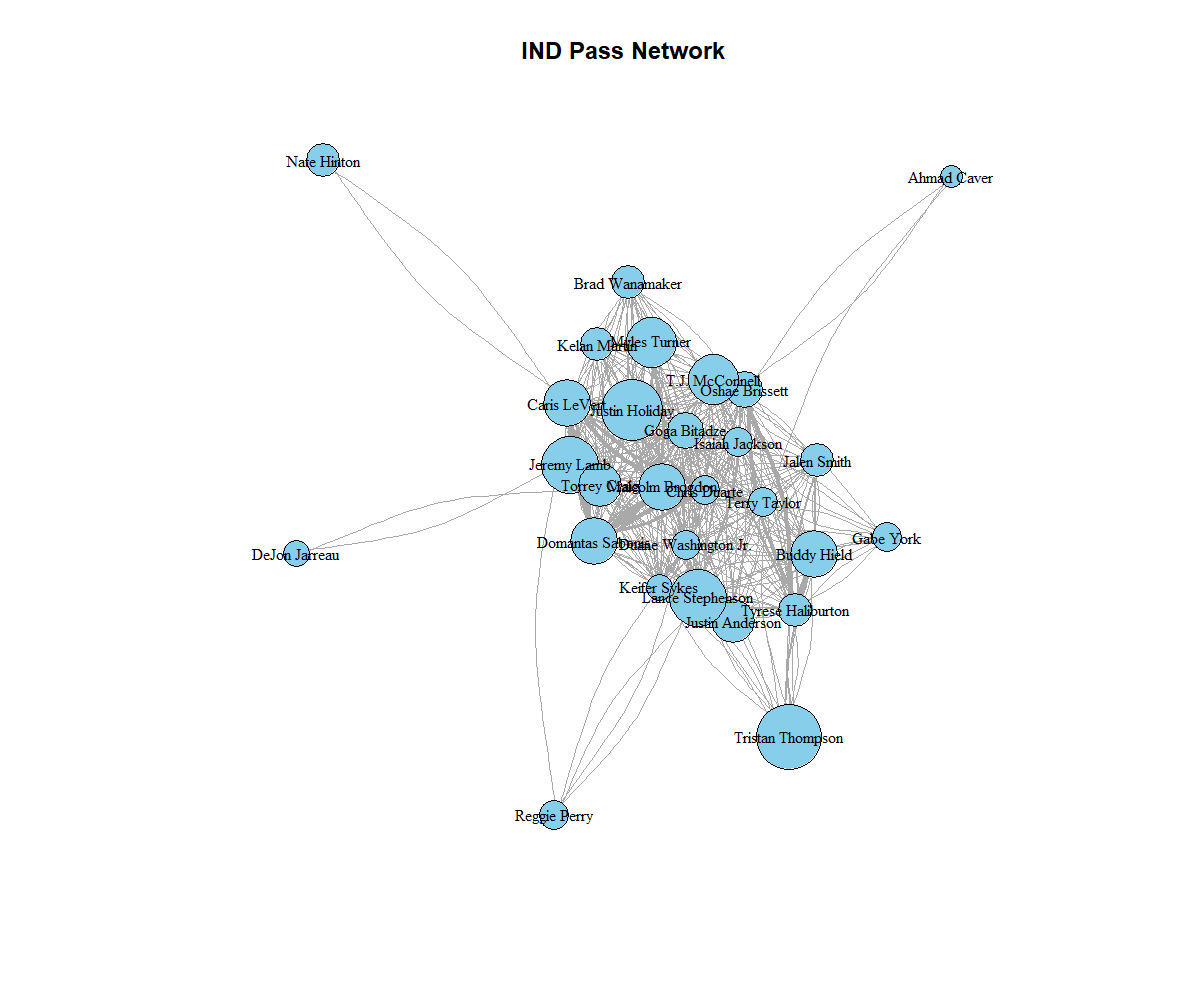 IND Pass Network
Nate Hinton
Ahmad Caver
Brad Wanamaker
Kelan Martin
Myles Turner
T.J. McConnell
Oshae Brissett
Caris LeVert
Justin Holiday
Goga Bitadze
Isaiah Jackson
Jalen Smith
Jeremy Lamb
Torrey Craig
Malcolm Brogdon
Chris Duarte
Terry Taylor
Gabe York
Domantas Sabonis
Duane Washington Jr.
Buddy Hield
DeJon Jarreau
Keifer Sykes
Lance Stephenson
Tyrese Haliburton
Justin Anderson
Tristan Thompson
Reggie Perry